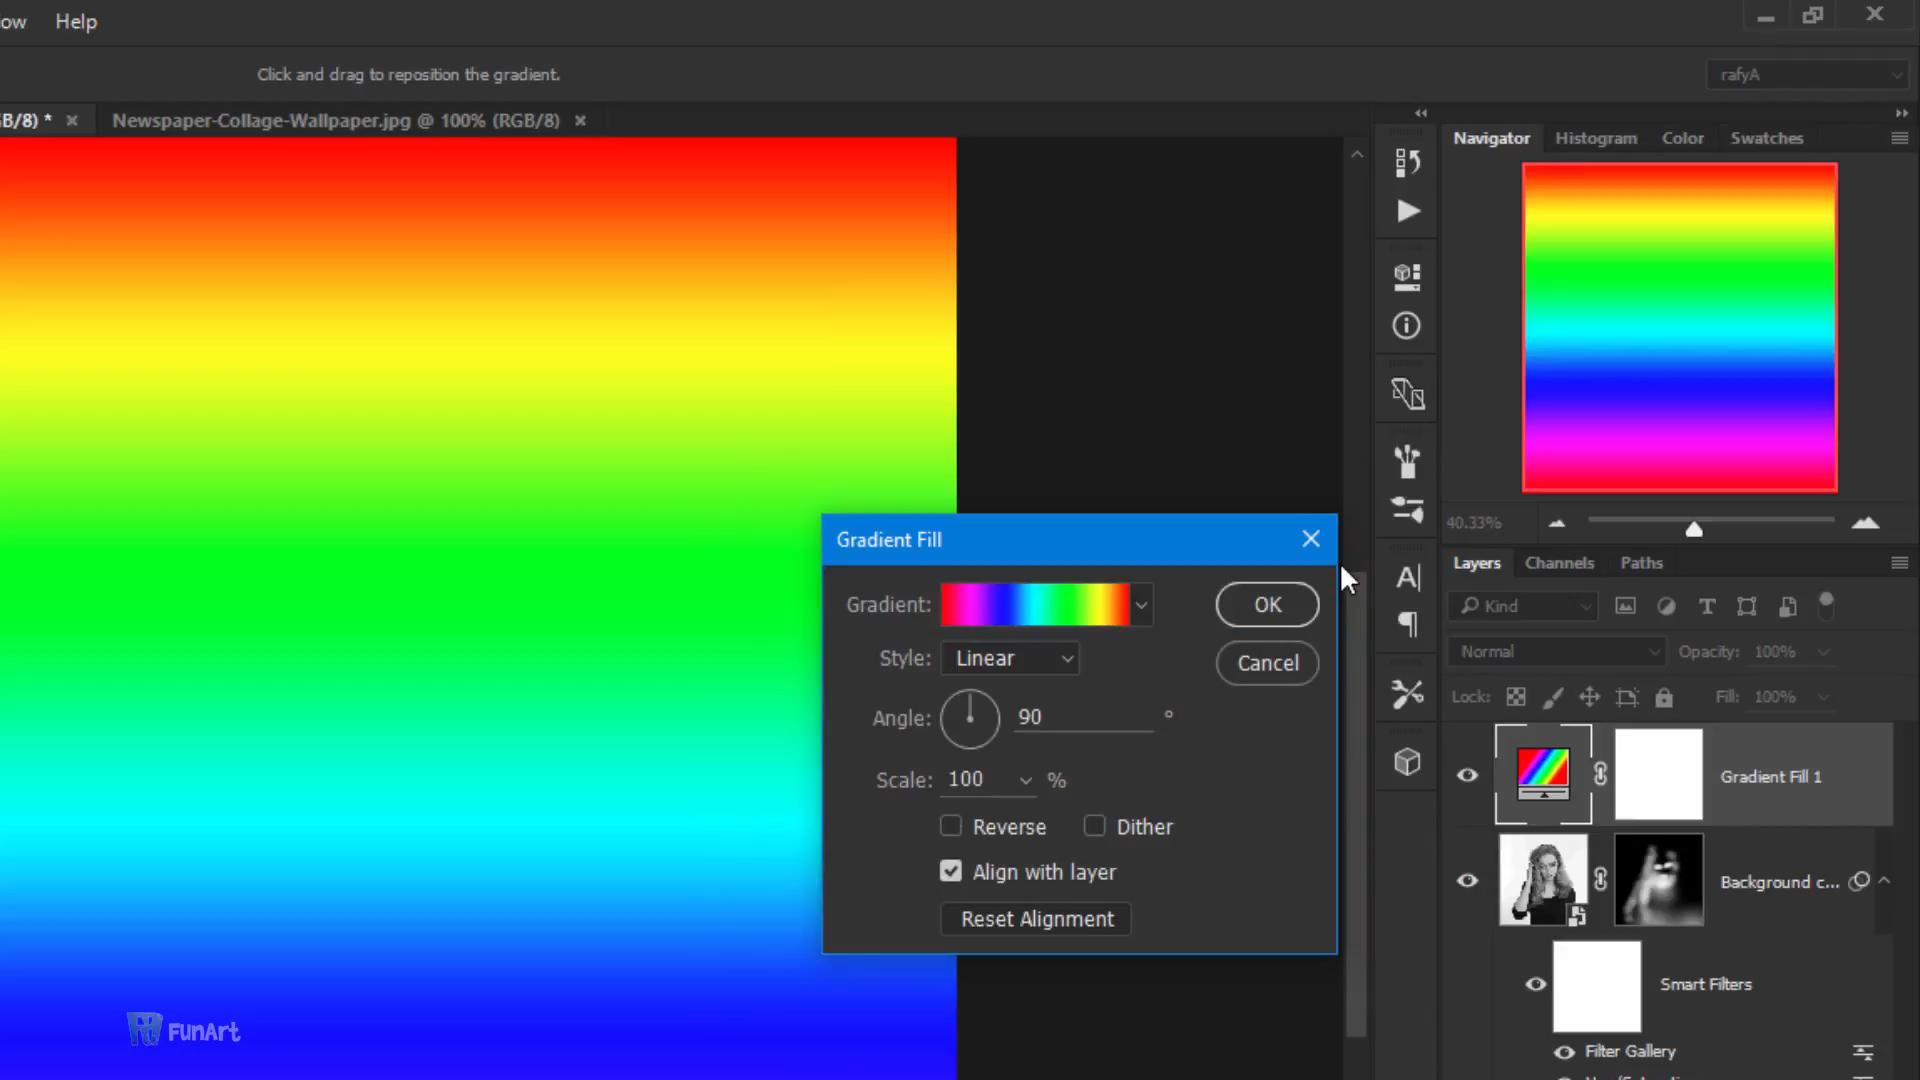 ow Help
Click and drag to reposition the gradient.
rafyA
GB/8) * × Newspaper-Collage-Wallpaper.jpg @ 100% (RGB/8) ×
Navigator Histogram Color Swatches
40.33%
Gradient Fill
Gradient:
OK
Style: Linear
Cancel
Angle: 90 °
Scale: 100 %
Reverse Dither
Align with layer
Reset Alignment
Layers Channels Paths
Kind
Normal Opacity: 100%
Lock: Fill: 100%
Gradient Fill 1
Background c...
Smart Filters
Filter Gallery
FunArt